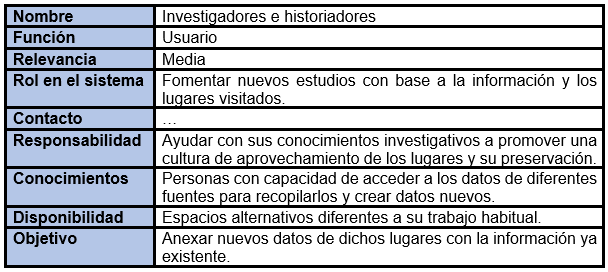 Nombre Investigadores e historiadores
Función Usuario
Relevancia Media
Rol en el sistema Fomentar nuevos estudios con base a la información y los
lugares visitados.
Contacto …
Responsabilidad Ayudar con sus conocimientos investigativos a promover una
cultura de aprovechamiento de los lugares y su preservación.
Conocimientos Personas con capacidad de acceder a los datos de diferentes
fuentes para recopilarlos y crear datos nuevos.
Disponibilidad Espacios alternativos diferentes a su trabajo habitual.
Objetivo Anexar nuevos datos de dichos lugares con la información ya
existente.